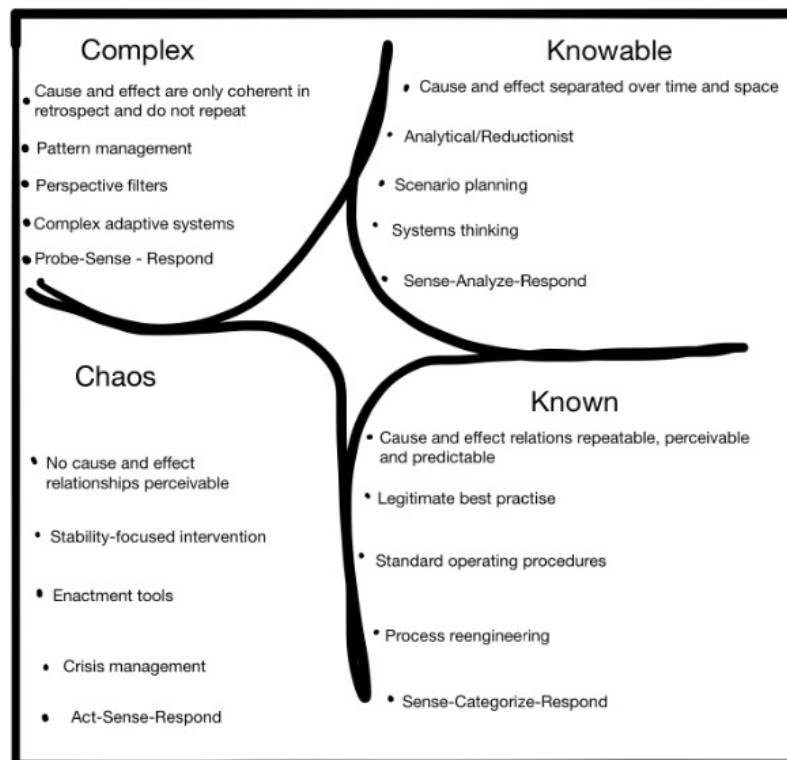 Complex
Cause and effect are only coherent in
retrospect and do not repeat
Pattern management
Perspective filters
Complex adaptive systems
Probe-Sense - Respond
Knowable
Cause and effect separated over time and space
Analytical/Reductionist
Scenario planning
Systems thinking
Sense-Analyze-Respond
Chaos
No cause and effect
relationships perceivable
Stability-focused intervention
Enactment tools
Crisis management
Act-Sense-Respond
Known
Cause and effect relations repeatable, perceivable
and predictable
Legitimate best practise
Standard operating procedures
Process reengineering
Sense-Categorize-Respond